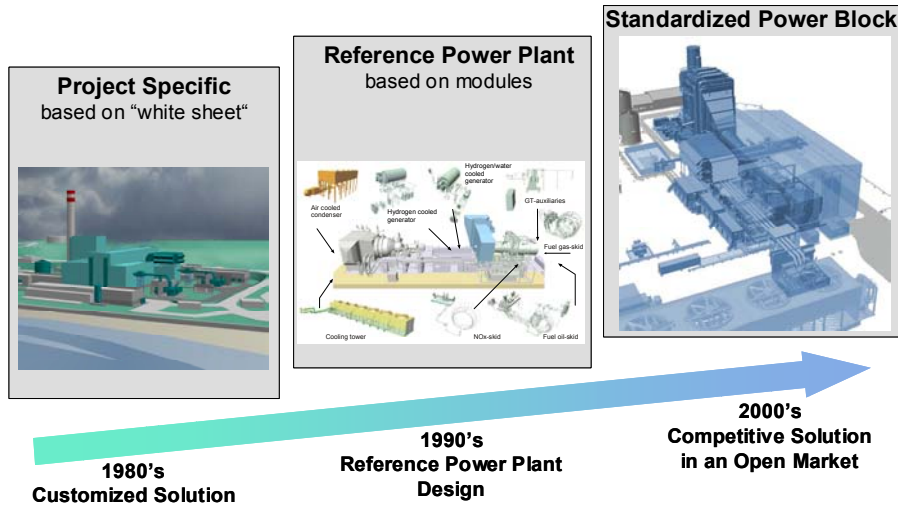 Project Specific
based on “white sheet“
Reference Power Plant
based on modules
Standardized Power Block
Hydrogen/water
cooled
generator
Air cooled
condenser
Hydrogen cooled
generator
GT-auxiliaries
Fuel gas-skid
Cooling tower
NOx-skid
Fuel oil-skid
1980’s
Customized Solution
1990’s
Reference Power Plant
Design
2000’s
Competitive Solution
in an Open Market